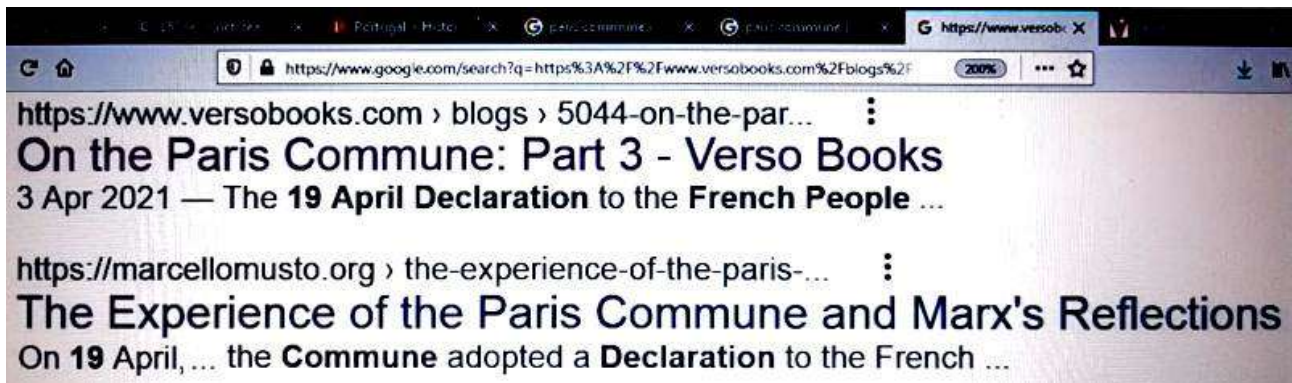 Portugal - Histo
paris commune
paris commune
https://www.versob
https://www.google.com/search?q=https%3A%2F%2Fwww.versobooks.com%2Fblogs%2F
200%
https://www.versobooks.com › blogs › 5044-on-the-par...
On the Paris Commune: Part 3 - Verso Books
3 Apr 2021 — The 19 April Declaration to the French People ...
https://marcellomusto.org › the-experience-of-the-paris-...
The Experience of the Paris Commune and Marx's Reflections
On 19 April, ... the Commune adopted a Declaration to the French ...